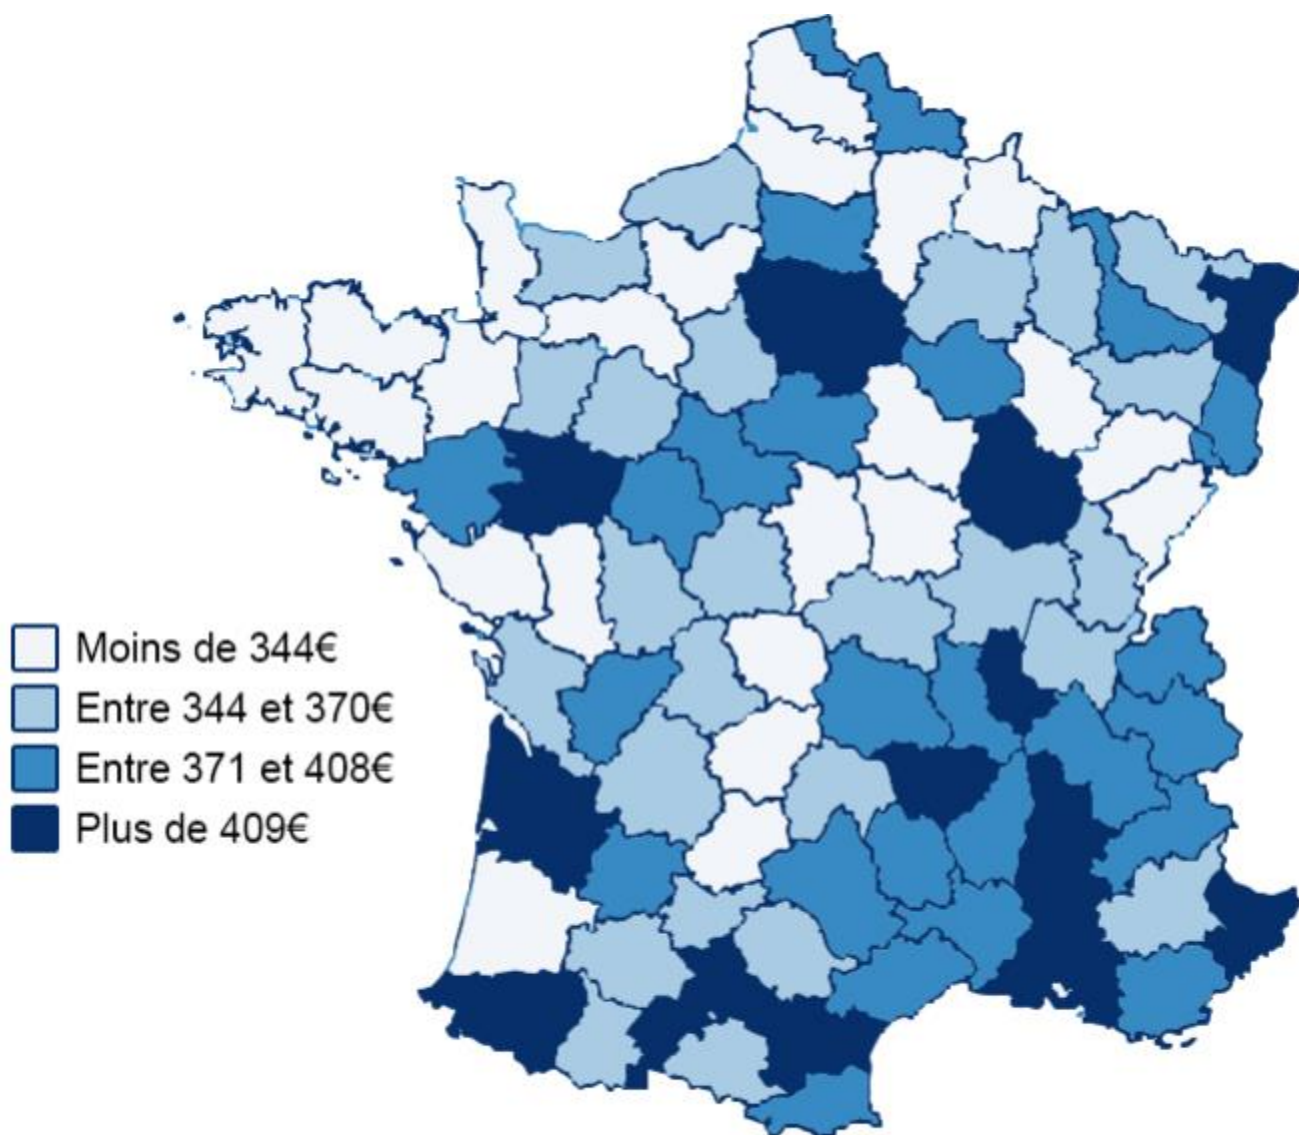 Moins de 344€
Entre 344 et 370€
Entre 371 et 408€
Plus de 409€